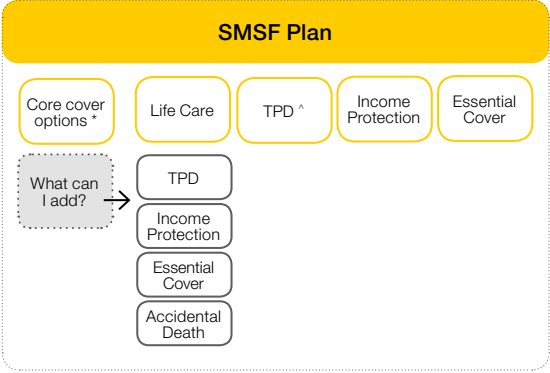 SMSF Plan
Core cover
options *
Life Care
TPD ^
Income
Protection
Essential
Cover
What can
I add?
TPD
Income
Protection
Essential
Cover
Accidental
Death